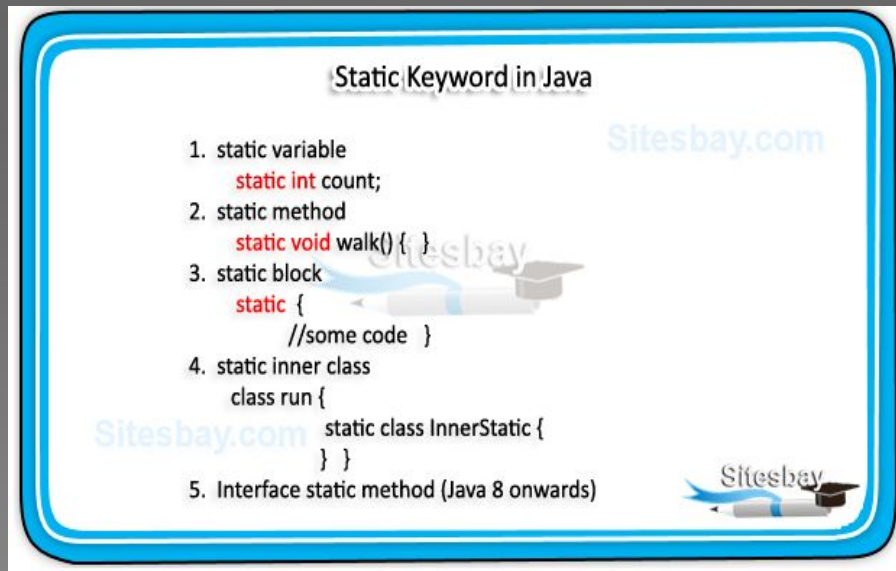 Static Keyword in Java
Sitesbay.com
1. static variable
static int count;
2. static method
static void walk() { }
Sitesbay
3. static block
static {
//some code }
4. static inner class
class run {
Sitesbay.com
static class InnerStatic {
} }
5. Interface static method (Java 8 onwards)
Sitesbay